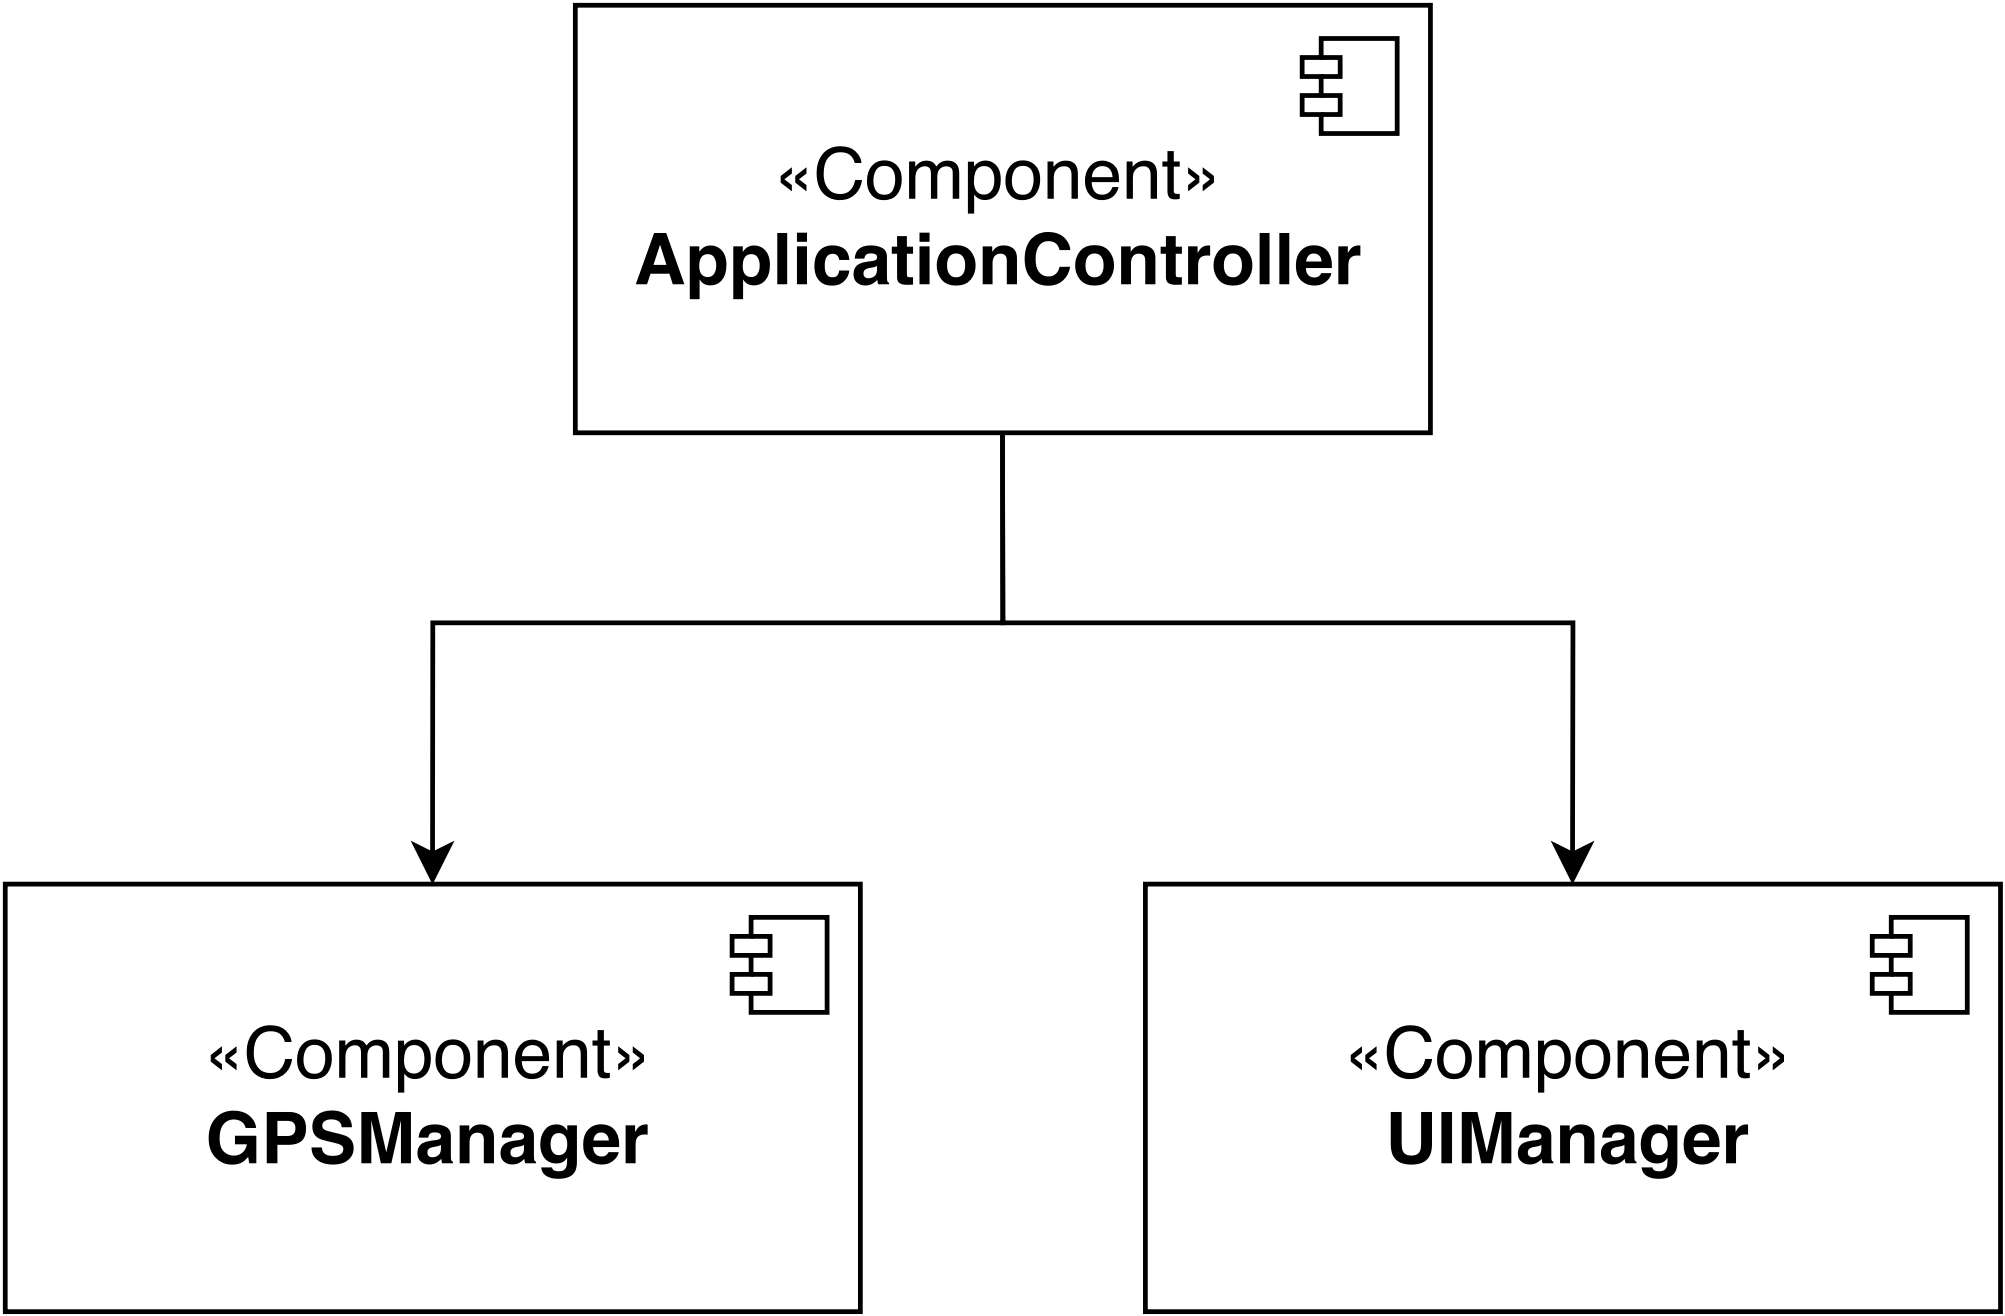 «Component»
ApplicationController
«Component»
GPSManager
«Component»
UIManager